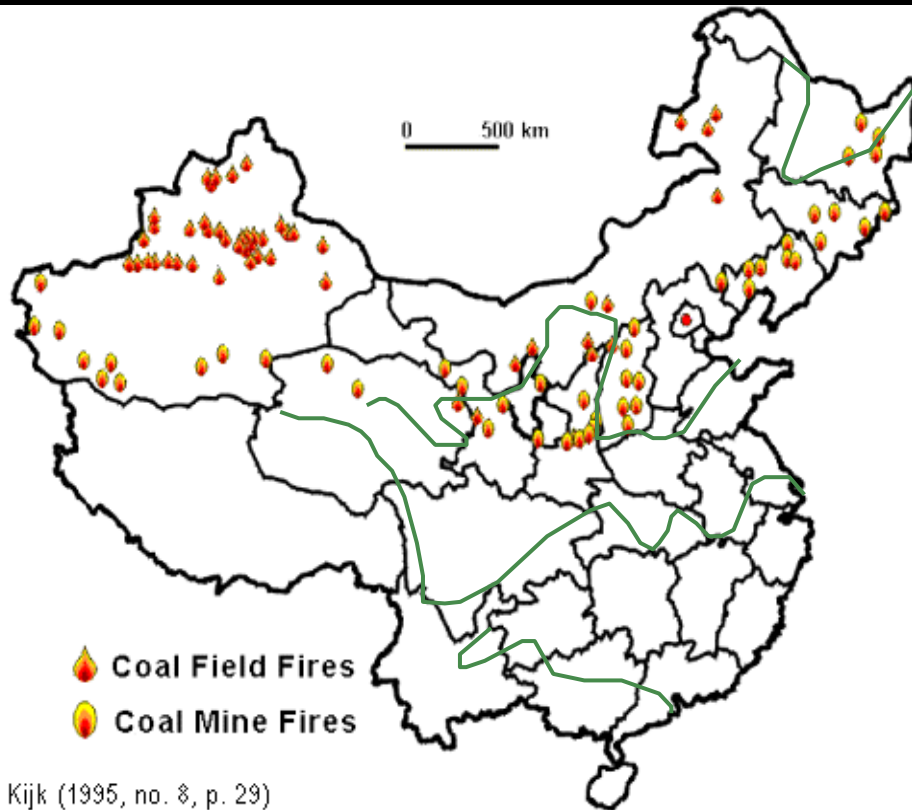 0 500 km
Coal Field Fires
Coal Mine Fires
Kijk (1995, no. 8, p. 29)